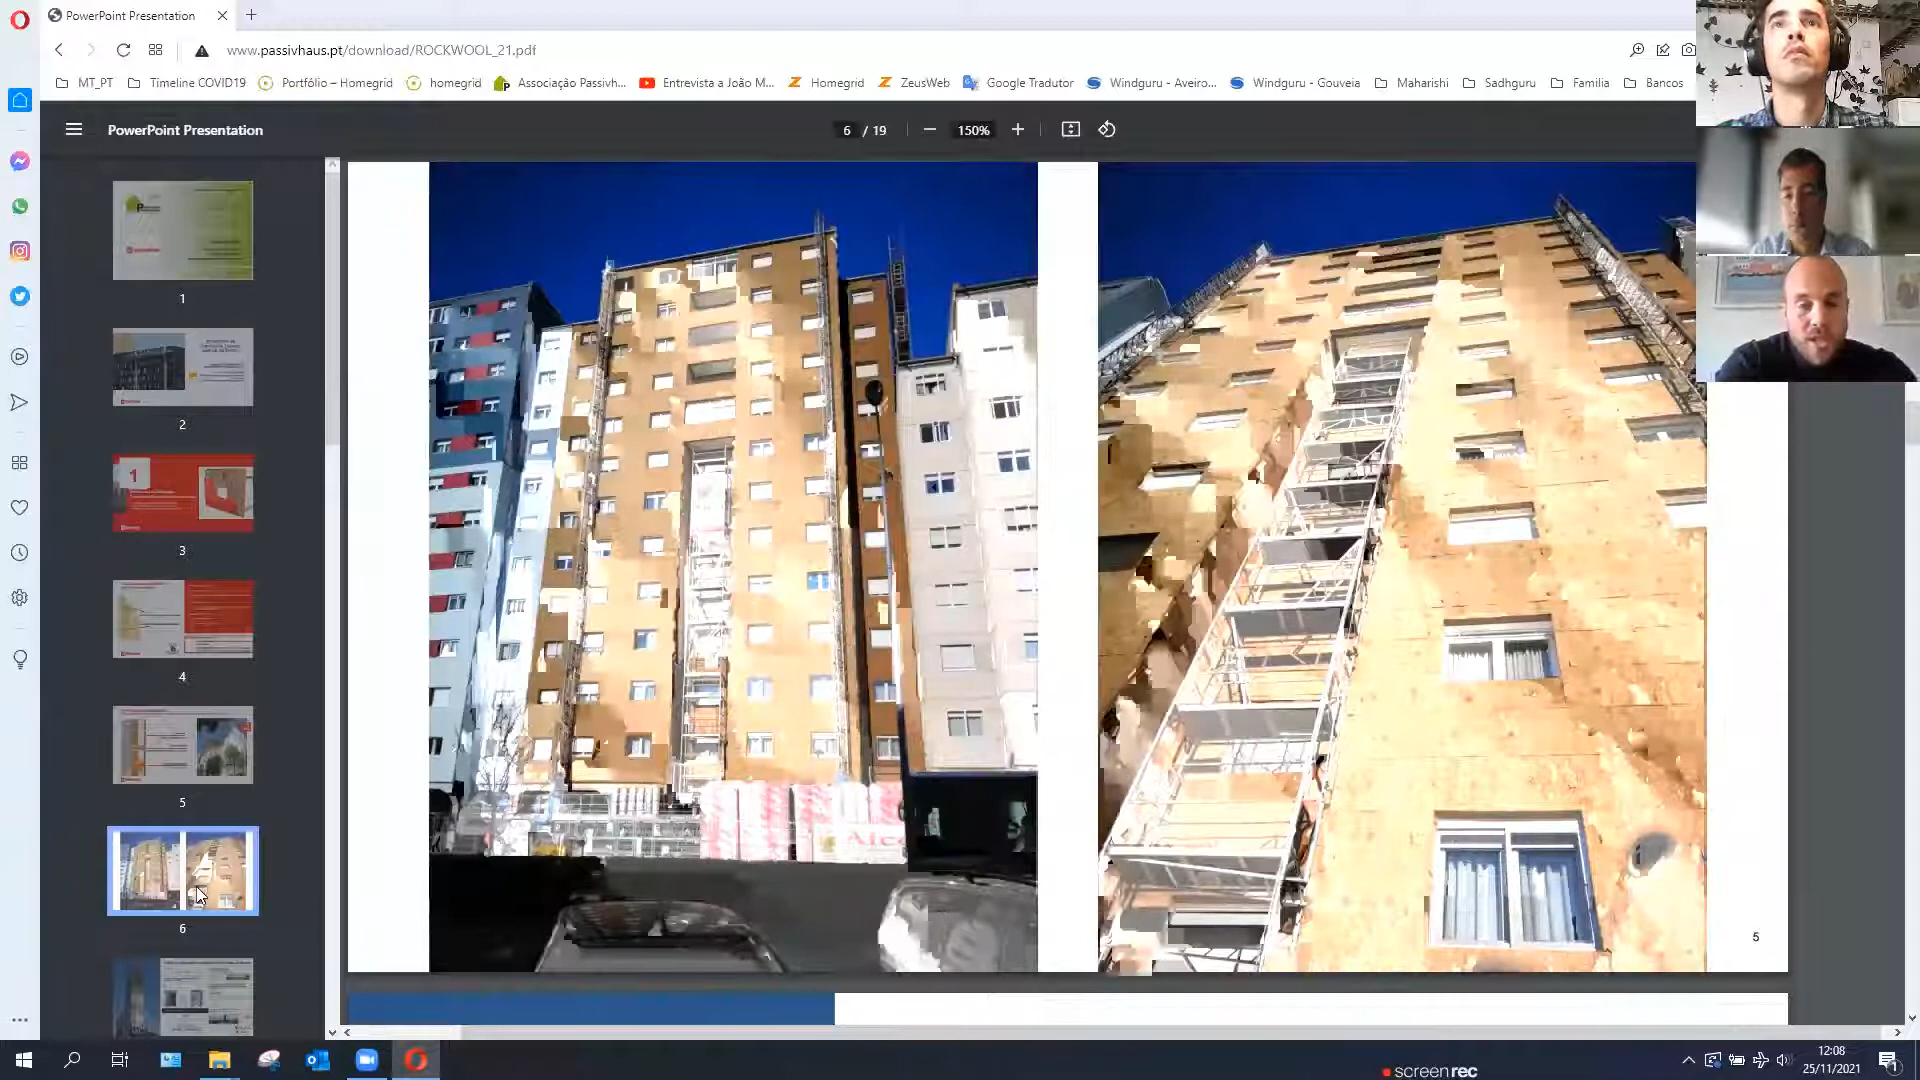 PowerPoint Presentation
www.passivhaus.pt/download/ROCKWOOL_21.pdf
MT_PT Timeline COVID19 Portfólio – Homegrid homegrid Associação Passivh... Entrevista a João M... Homegrid ZeusWeb Google Tradutor Windguru - Aveiro... Windguru - Gouveia Maharishi Sadhguru Familia Bancos
PowerPoint Presentation 6 / 19 150%
1
2
1
3
4
5
6
5
12:08
25/11/2021
screenrec